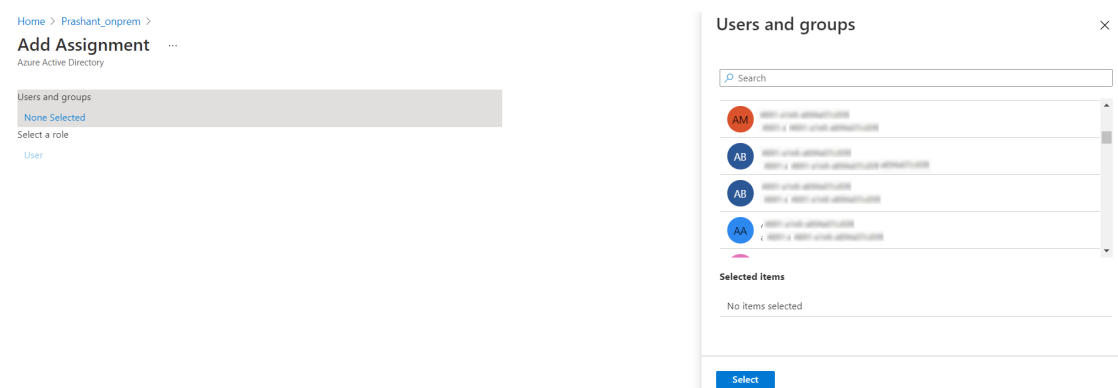 Home > Prashant_onprem >
Add Assignment ...
Azure Active Directory
Users and groups
None Selected
Select a role
User
Users and groups
Search
AM
AB
AB
AA
Selected items
No items selected
Select